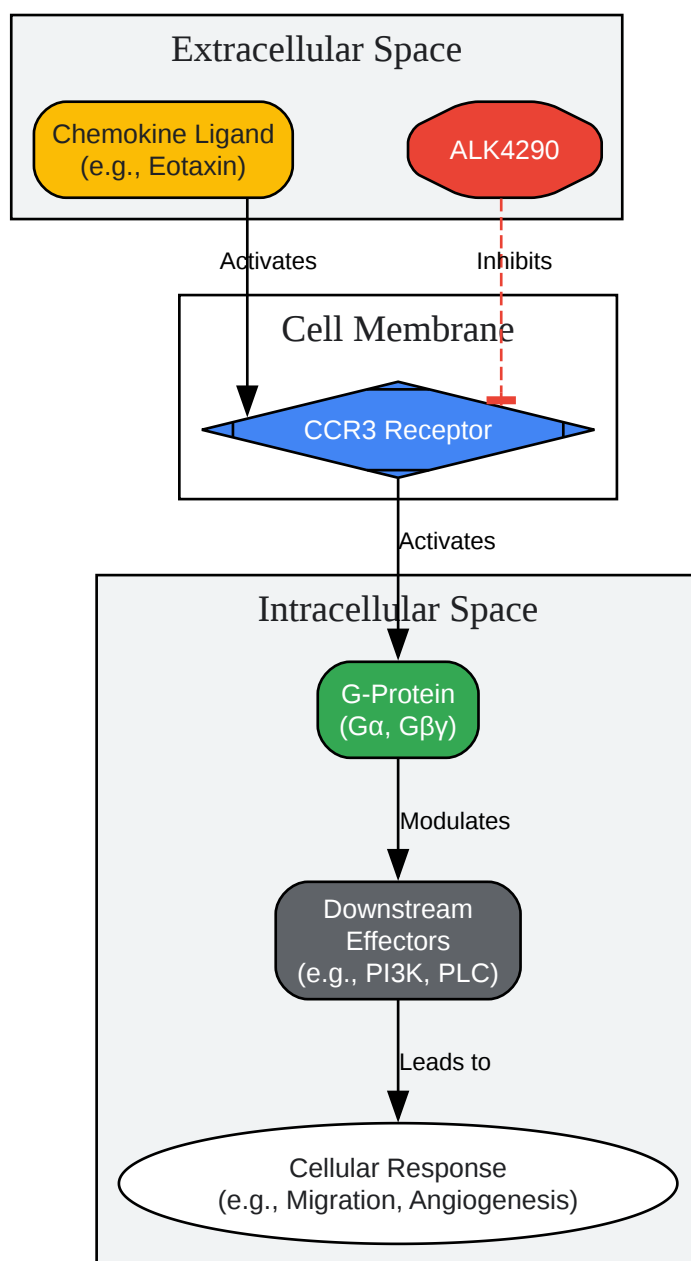 Extracellular Space
Chemokine Ligand
(e.g., Eotaxin)
ALK4290
Activates
Inhibits
Cell Membrane
CCR3 Receptor
Activates
Intracellular Space
G-Protein
(Gα, Gβγ)
Modulates
Downstream
Effectors
(e.g., PI3K, PLC)
Leads to
Cellular Response
(e.g., Migration, Angiogenesis)